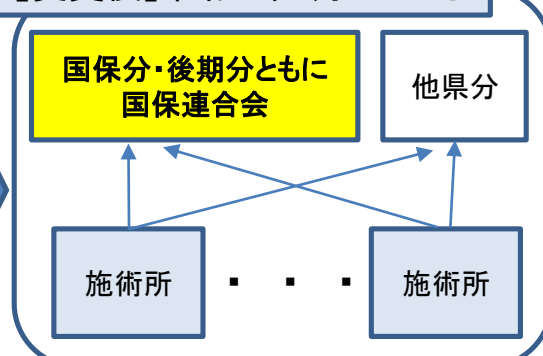 国保分・後期分ともに
国保連合会
他県分
施術所
・・・
施術所